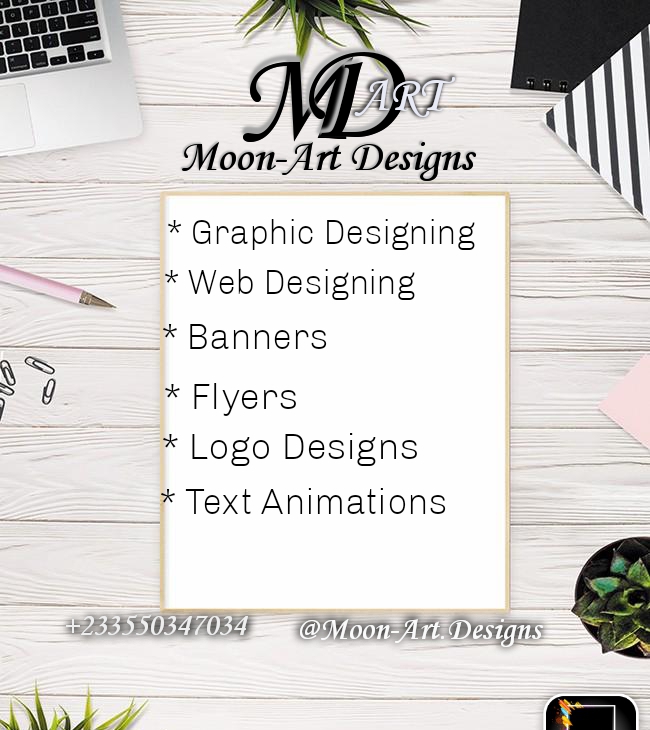 MD ART
Moon-Art Designs
* Graphic Designing
* Web Designing
* Banners
* Flyers
* Logo Designs
* Text Animations
+233550347034
@Moon-Art.Designs